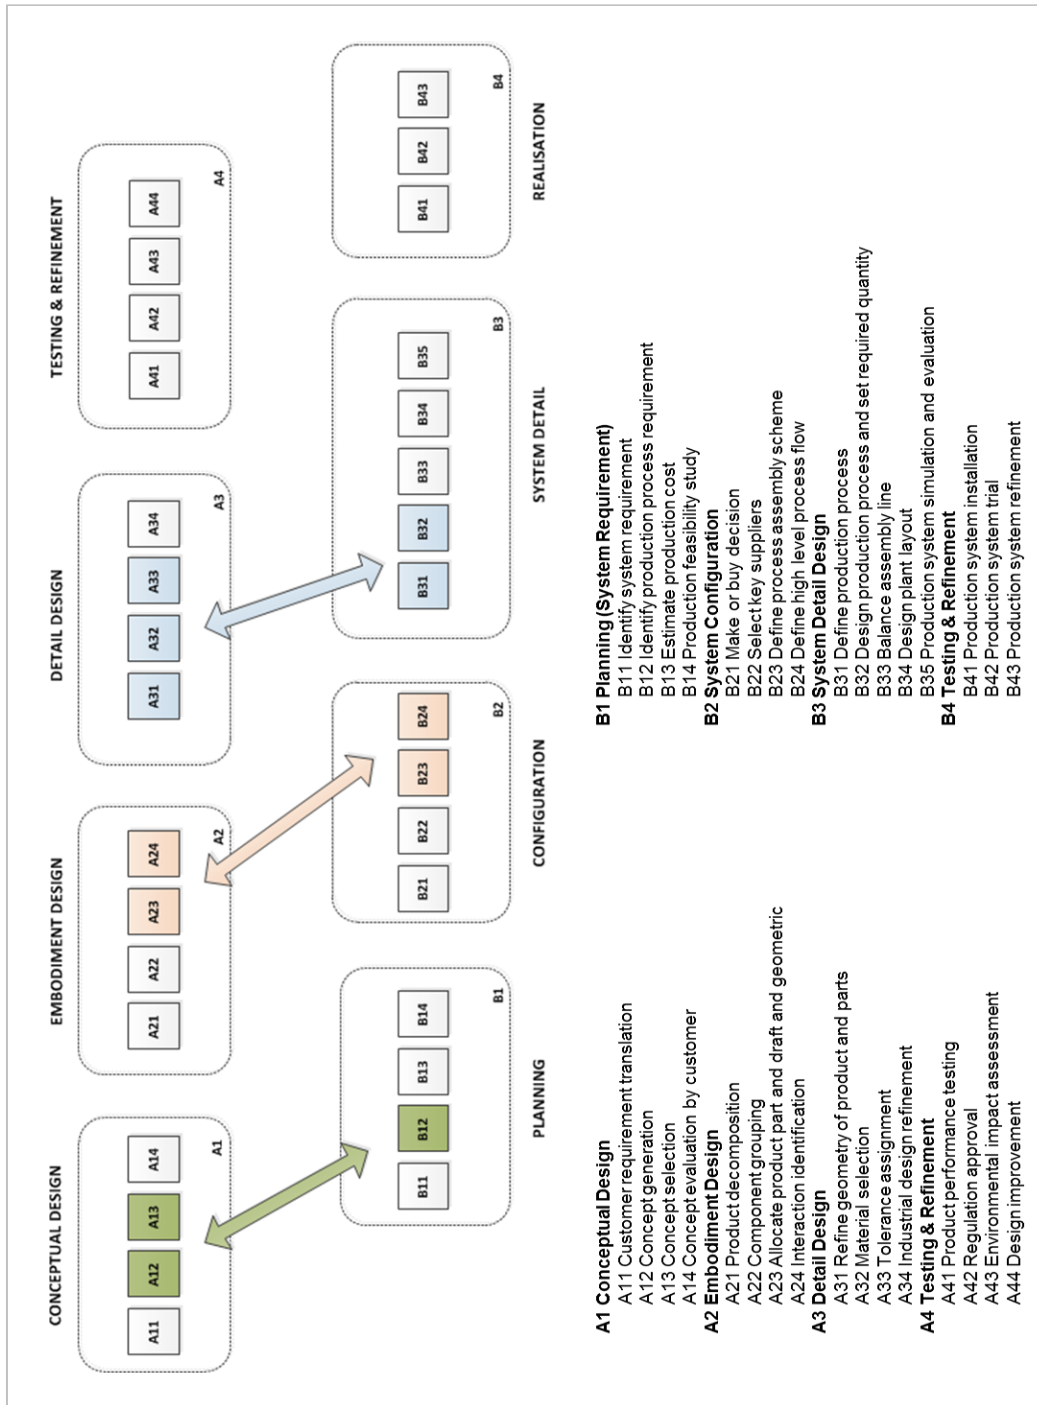 CONCEPTUAL DESIGN
EMBODIMENT DESIGN
DETAIL DESIGN
TESTING & REFINEMENT
A11
A12
A13
A14
A1
A21
A22
A23
A24
A2
A31
A32
A33
A34
A3
A41
A42
A43
A44
A4
B11
B12
B13
B14
B1
B21
B22
B23
B24
B2
B31
B32
B33
B34
B35
B3
B41
B42
B43
B4
PLANNING
CONFIGURATION
SYSTEM DETAIL
REALISATION
A1 Conceptual Design
A11 Customer requirement translation
A12 Concept generation
A13 Concept selection
A14 Concept evaluation by customer
A2 Embodiment Design
A21 Product decomposition
A22 Component grouping
A23 Allocate product part and draft and geometric
A24 Interaction identification
A3 Detail Design
A31 Refine geometry of product and parts
A32 Material selection
A33 Tolerance assignment
A34 Industrial design refinement
A4 Testing & Refinement
A41 Product performance testing
A42 Regulation approval
A43 Environmental impact assessment
A44 Design improvement
B1 Planning (System Requirement)
B11 Identify system requirement
B12 Identify production process requirement
B13 Estimate production cost
B14 Production feasibility study
B2 System Configuration
B21 Make or buy decision
B22 Select key suppliers
B23 Define process assembly scheme
B24 Define high level process flow
B3 System Detail Design
B31 Define production process
B32 Design production process and set required quantity
B33 Balance assembly line
B34 Design plant layout
B35 Production system simulation and evaluation
B4 Testing & Refinement
B41 Production system installation
B42 Production system trial
B43 Production system refinement